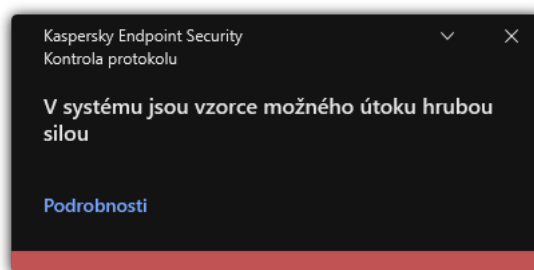 Kaspersky Endpoint Security
Kontrola protokolu
V systému jsou vzorce možného útoku hrubou
silou
Podrobnosti